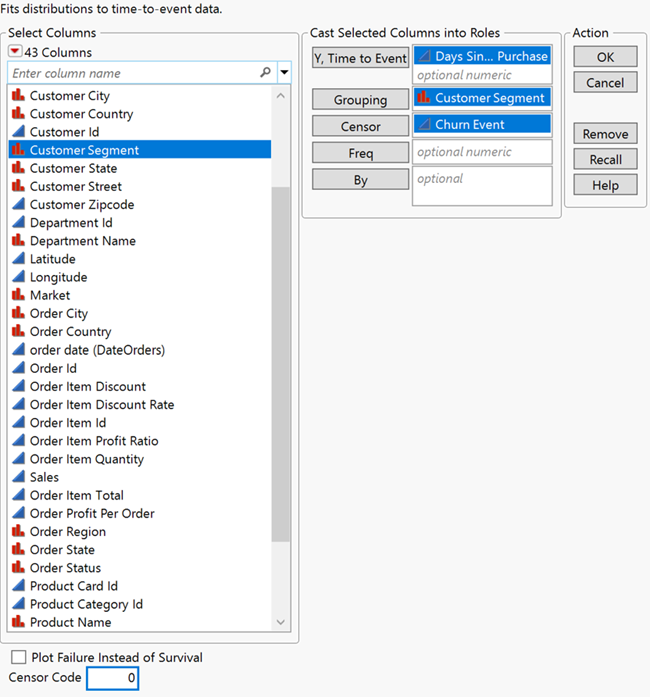 Fits distributions to time-to-event data.
Select Columns
43 Columns
Enter column name
Customer City
Customer Country
Customer Id
Customer Segment
Customer State
Customer Street
Customer Zipcode
Department Id
Department Name
Latitude
Longitude
Market
Order City
Order Country
order date (DateOrders)
Order Id
Order Item Discount
Order Item Discount Rate
Order Item Id
Order Item Profit Ratio
Order Item Quantity
Sales
Order Item Total
Order Profit Per Order
Order Region
Order State
Order Status
Product Card Id
Product Category Id
Product Name
Cast Selected Columns into Roles
Y, Time to Event
Days Sin... Purchase
optional numeric
Grouping
Customer Segment
Censor
Churn Event
Freq
optional numeric
By
optional
Action
OK
Cancel
Remove
Recall
Help
Plot Failure Instead of Survival
Censor Code 0